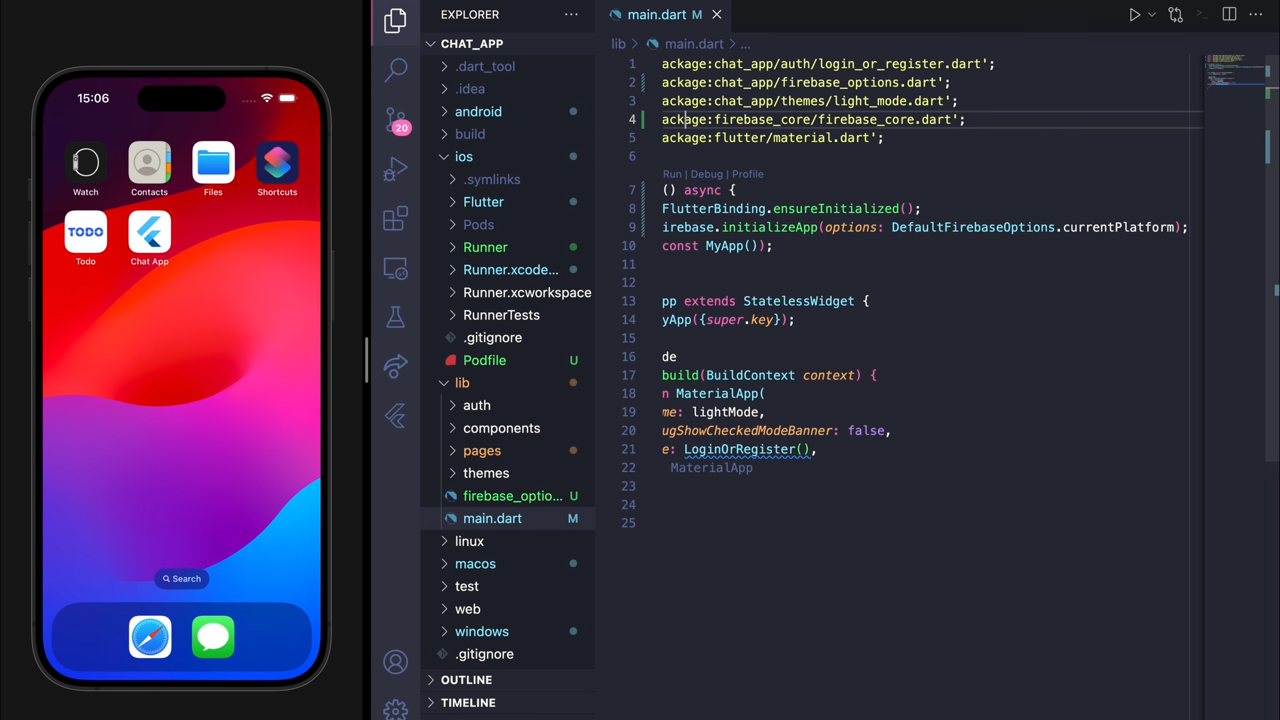 15:06
Watch
Contacts
Files
Shortcuts
TODO
Todo
Chat App
Search
20
EXPLORER
CHAT_APP
.dart_tool
.idea
android
build
ios
.symlinks
Flutter
Pods
Runner
Runner.xcode...
Runner.xcworkspace
RunnerTests
.gitignore
Podfile U
lib
auth
components
pages
themes
firebase_optio... U
main.dart M
linux
macos
test
web
windows
.gitignore
OUTLINE
TIMELINE
main.dart M
lib > main.dart > ...
1 ackage:chat_app/auth/login_or_register.dart';
2 ackage:chat_app/firebase_options.dart';
3 ackage:chat_app/themes/light_mode.dart';
4 ackage:firebase_core/firebase_core.dart';
5 ackage:flutter/material.dart';
6
Run | Debug | Profile
7 () async {
8 FlutterBinding.ensureInitialized();
9 irebase.initializeApp(options: DefaultFirebaseOptions.currentPlatform);
10 const MyApp());
11
12
13 pp extends StatelessWidget {
14 yApp({super.key});
15
16 de
17 build(BuildContext context) {
18 n MaterialApp(
19 me: lightMode,
20 ugShowCheckedModeBanner: false,
21 e: LoginOrRegister(),
22 MaterialApp
23
24
25